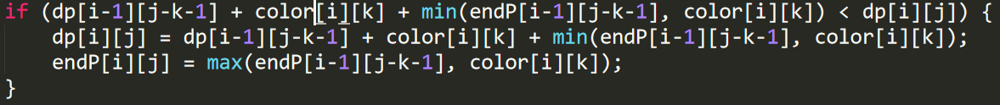 if (dp[i-1][j-k-1] + color[i][k] + min(endP[i-1][j-k-1], color[i][k]) < dp[i][j]) {
    dp[i][j] = dp[i-1][j-k-1] + color[i][k] + min(endP[i-1][j-k-1], color[i][k]);
    endP[i][j] = max(endP[i-1][j-k-1], color[i][k]);
}